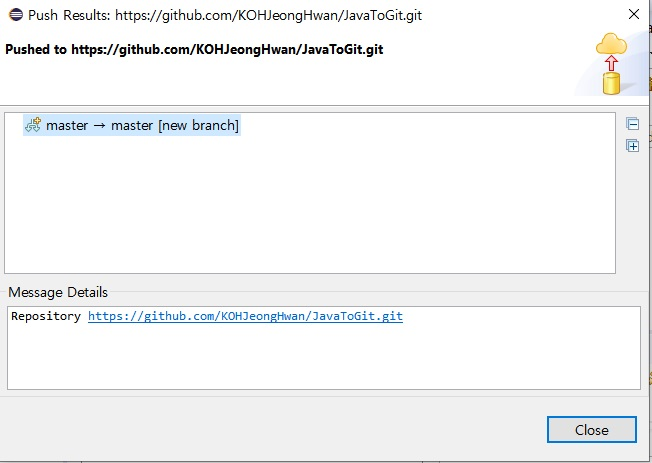 Push Results: https://github.com/KOHJeongHwan/JavaToGit.git
Pushed to https://github.com/KOHJeongHwan/JavaToGit.git
master → master [new branch]
Message Details
Repository https://github.com/KOHJeongHwan/JavaToGit.git
Close